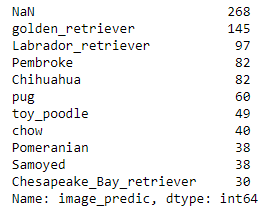 NaN 268
golden_retriever 145
Labrador_retriever 97
Pembroke 82
Chihuahua 82
pug 60
toy_poodle 49
chow 40
Pomeranian 38
Samoyed 38
Chesapeake_Bay_retriever 30
Name: image_predic, dtype: int64